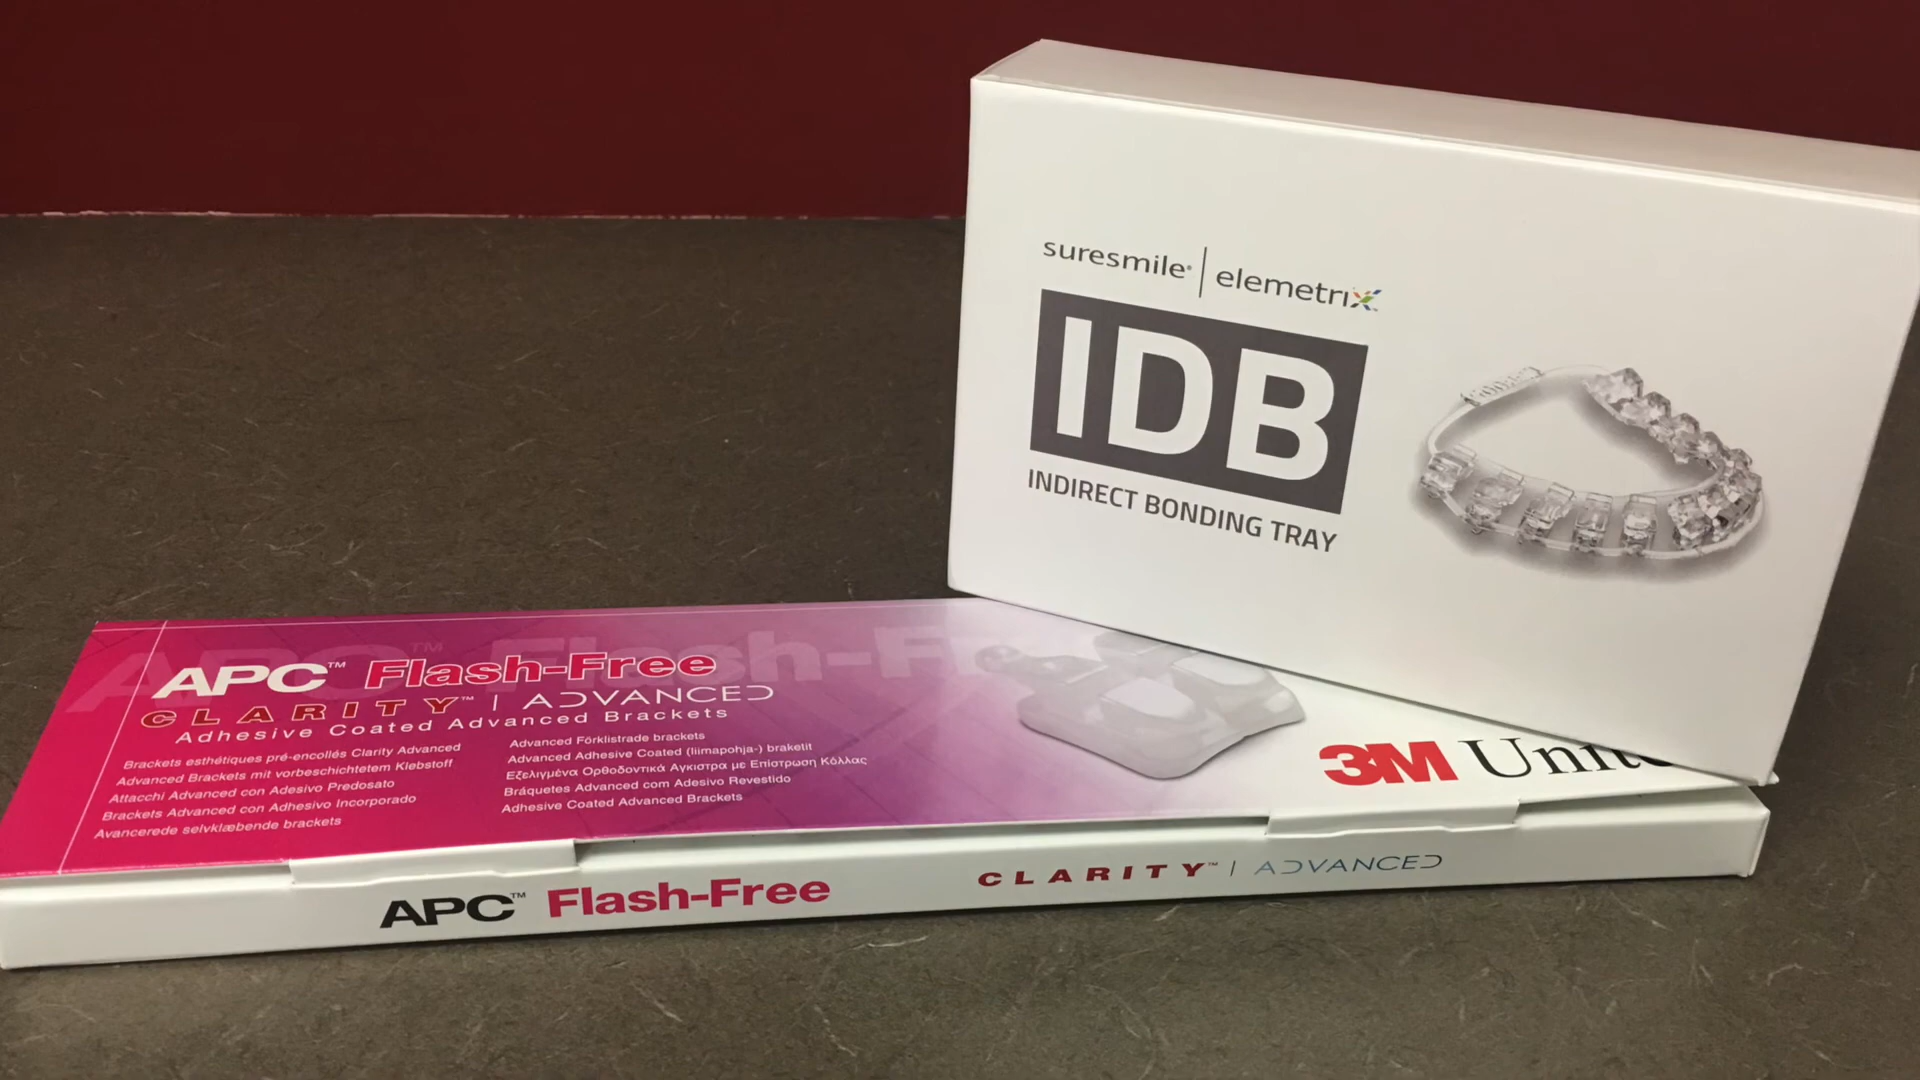 suresmile® | elemetrix
IDB
INDIRECT BONDING TRAY
APC™ Flash-Free
CLARITY™ | ADVANCED
Adhesive Coated Advanced Brackets
Brackets esthétiques pré-encollés Clarity Advanced
Advanced Brackets mit vorbeschichtetem Klebstoff
Attacchi Advanced con Adesivo Predosato
Brackets Advanced con Adhesivo Incorporado
Avancerede selvklæbende brackets
Advanced Förklistrade brackets
Advanced Adhesive Coated (liimapohja-) braketit
Εξελιγμένα Ορθοδοντικά Αγκιστρα με Επίστρωση Κόλλας
Bráquetes Advanced com Adesivo Revestido
Adhesive Coated Advanced Brackets
3M
APC™ Flash-Free
CLARITY™ | ADVANCED